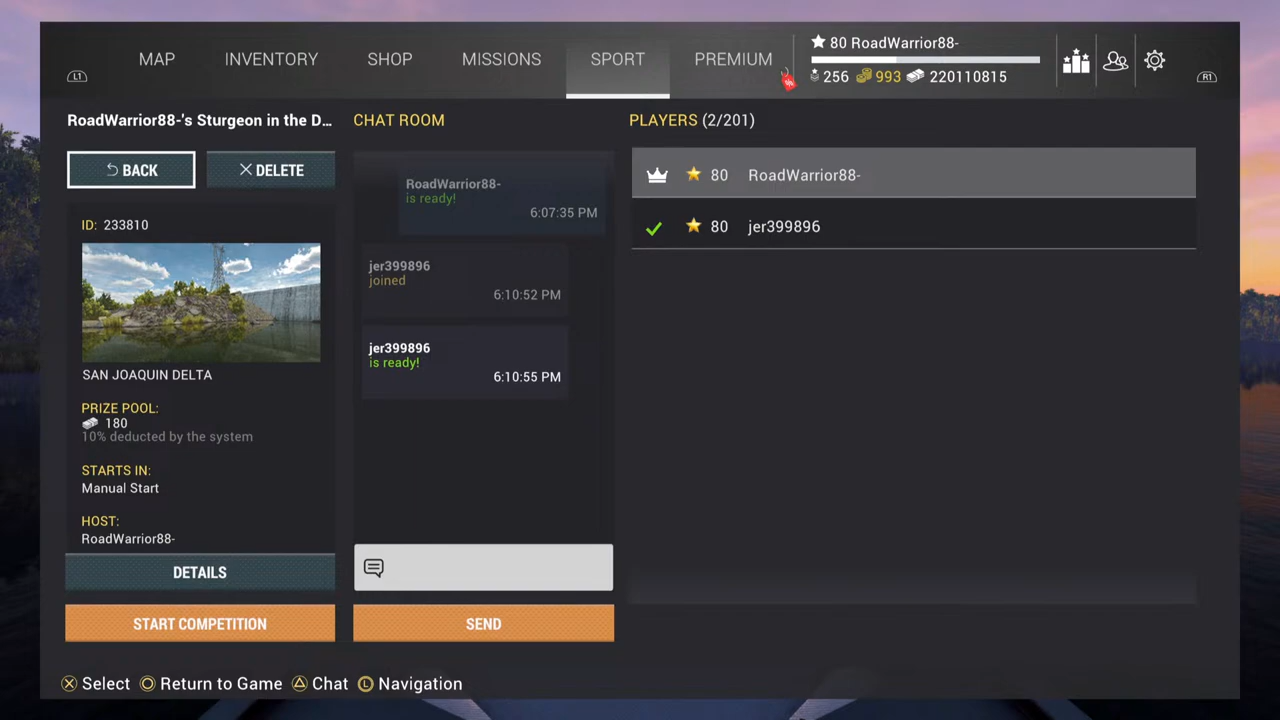 L1
MAP
INVENTORY
SHOP
MISSIONS
SPORT
PREMIUM
80 RoadWarrior88-
256 993 220110815
R1
RoadWarrior88-'s Sturgeon in the D...
BACK
DELETE
ID: 233810
SAN JOAQUIN DELTA
PRIZE POOL:
180
10% deducted by the system
STARTS IN:
Manual Start
HOST:
RoadWarrior88-
DETAILS
START COMPETITION
CHAT ROOM
RoadWarrior88-
is ready!
6:07:35 PM
jer399896
joined
6:10:52 PM
jer399896
is ready!
6:10:55 PM
SEND
PLAYERS (2/201)
80 RoadWarrior88-
80 jer399896
Select Return to Game Chat L Navigation